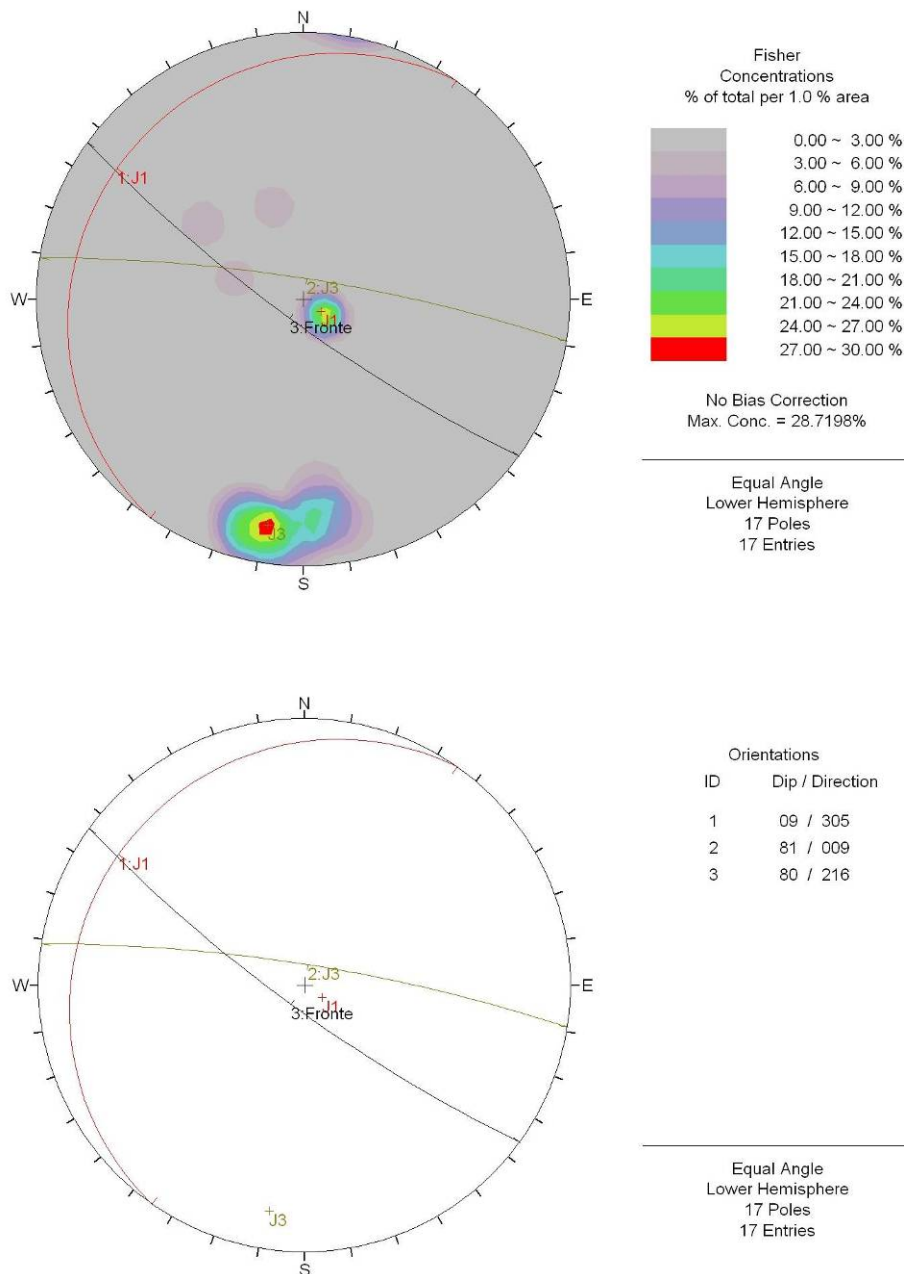 N
W
E
S
1:J1
2:J3
J1
3:Fronte
J3
Fisher
Concentrations
% of total per 1.0 % area
0.00 ~ 3.00 %
3.00 ~ 6.00 %
6.00 ~ 9.00 %
9.00 ~ 12.00 %
12.00 ~ 15.00 %
15.00 ~ 18.00 %
18.00 ~ 21.00 %
21.00 ~ 24.00 %
24.00 ~ 27.00 %
27.00 ~ 30.00 %
No Bias Correction
Max. Conc. = 28.7198%
Equal Angle
Lower Hemisphere
17 Poles
17 Entries
N
W
E
S
1:J1
2:J3
J1
3:Fronte
J3
Orientations
ID Dip / Direction
1 09 / 305
2 81 / 009
3 80 / 216
Equal Angle
Lower Hemisphere
17 Poles
17 Entries